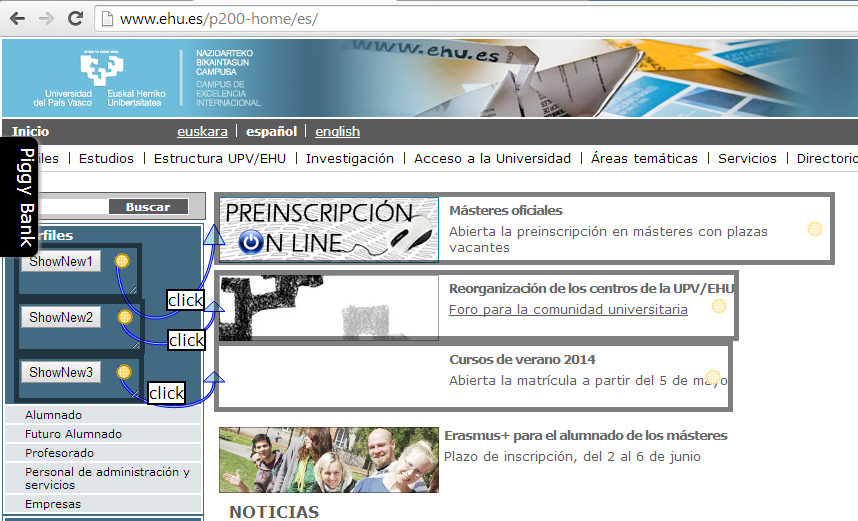 www.ehu.es/p200-home/es/
Universidad del País Vasco
Euskal Herriko Unibertsitatea
NAZIOARTEKO
BIKAINTASUN
CAMPUSA
CAMPUS DE
EXCELENCIA
INTERNACIONAL
www.ehu.es
Inicio euskara español english
iles Estudios Estructura UPV/EHU Investigación Acceso a la Universidad Áreas temáticas Servicios Directorio
Piggy Bank
Buscar
erfiles
ShowNew1
click
ShowNew2
click
ShowNew3
click
Alumnado
Futuro Alumnado
Profesorado
Personal de administración y
servicios
Empresas
PREINSCRIPCIÓN
ON LINE
Másteres oficiales
Abierta la preinscripción en másteres con plazas
vacantes
Reorganización de los centros de la UPV/EHU
Foro para la comunidad universitaria
Cursos de verano 2014
Abierta la matrícula a partir del 5 de mayo
Erasmus+ para el alumnado de los másteres
Plazo de inscripción, del 2 al 6 de junio
NOTICIAS